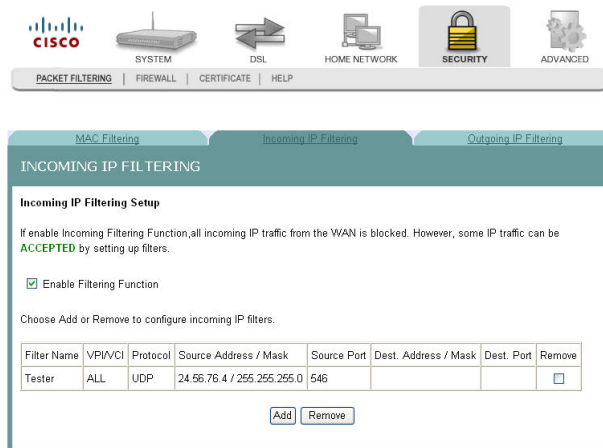 CISCO
SYSTEM
DSL
HOME NETWORK
SECURITY
ADVANCED
PACKET FILTERING | FIREWALL | CERTIFICATE | HELP
MAC Filtering
Incoming IP Filtering
Outgoing IP Filtering
INCOMING IP FILTERING
Incoming IP Filtering Setup
If enable Incoming Filtering Function,all incoming IP traffic from the WAN is blocked. However, some IP traffic can be
ACCEPTED by setting up filters.
Enable Filtering Function
Choose Add or Remove to configure incoming IP filters.
Filter Name VPI/VCI Protocol Source Address / Mask Source Port Dest. Address / Mask Dest. Port Remove
Tester ALL UDP 24.56.76.4 / 255.255.255.0 546
Add Remove